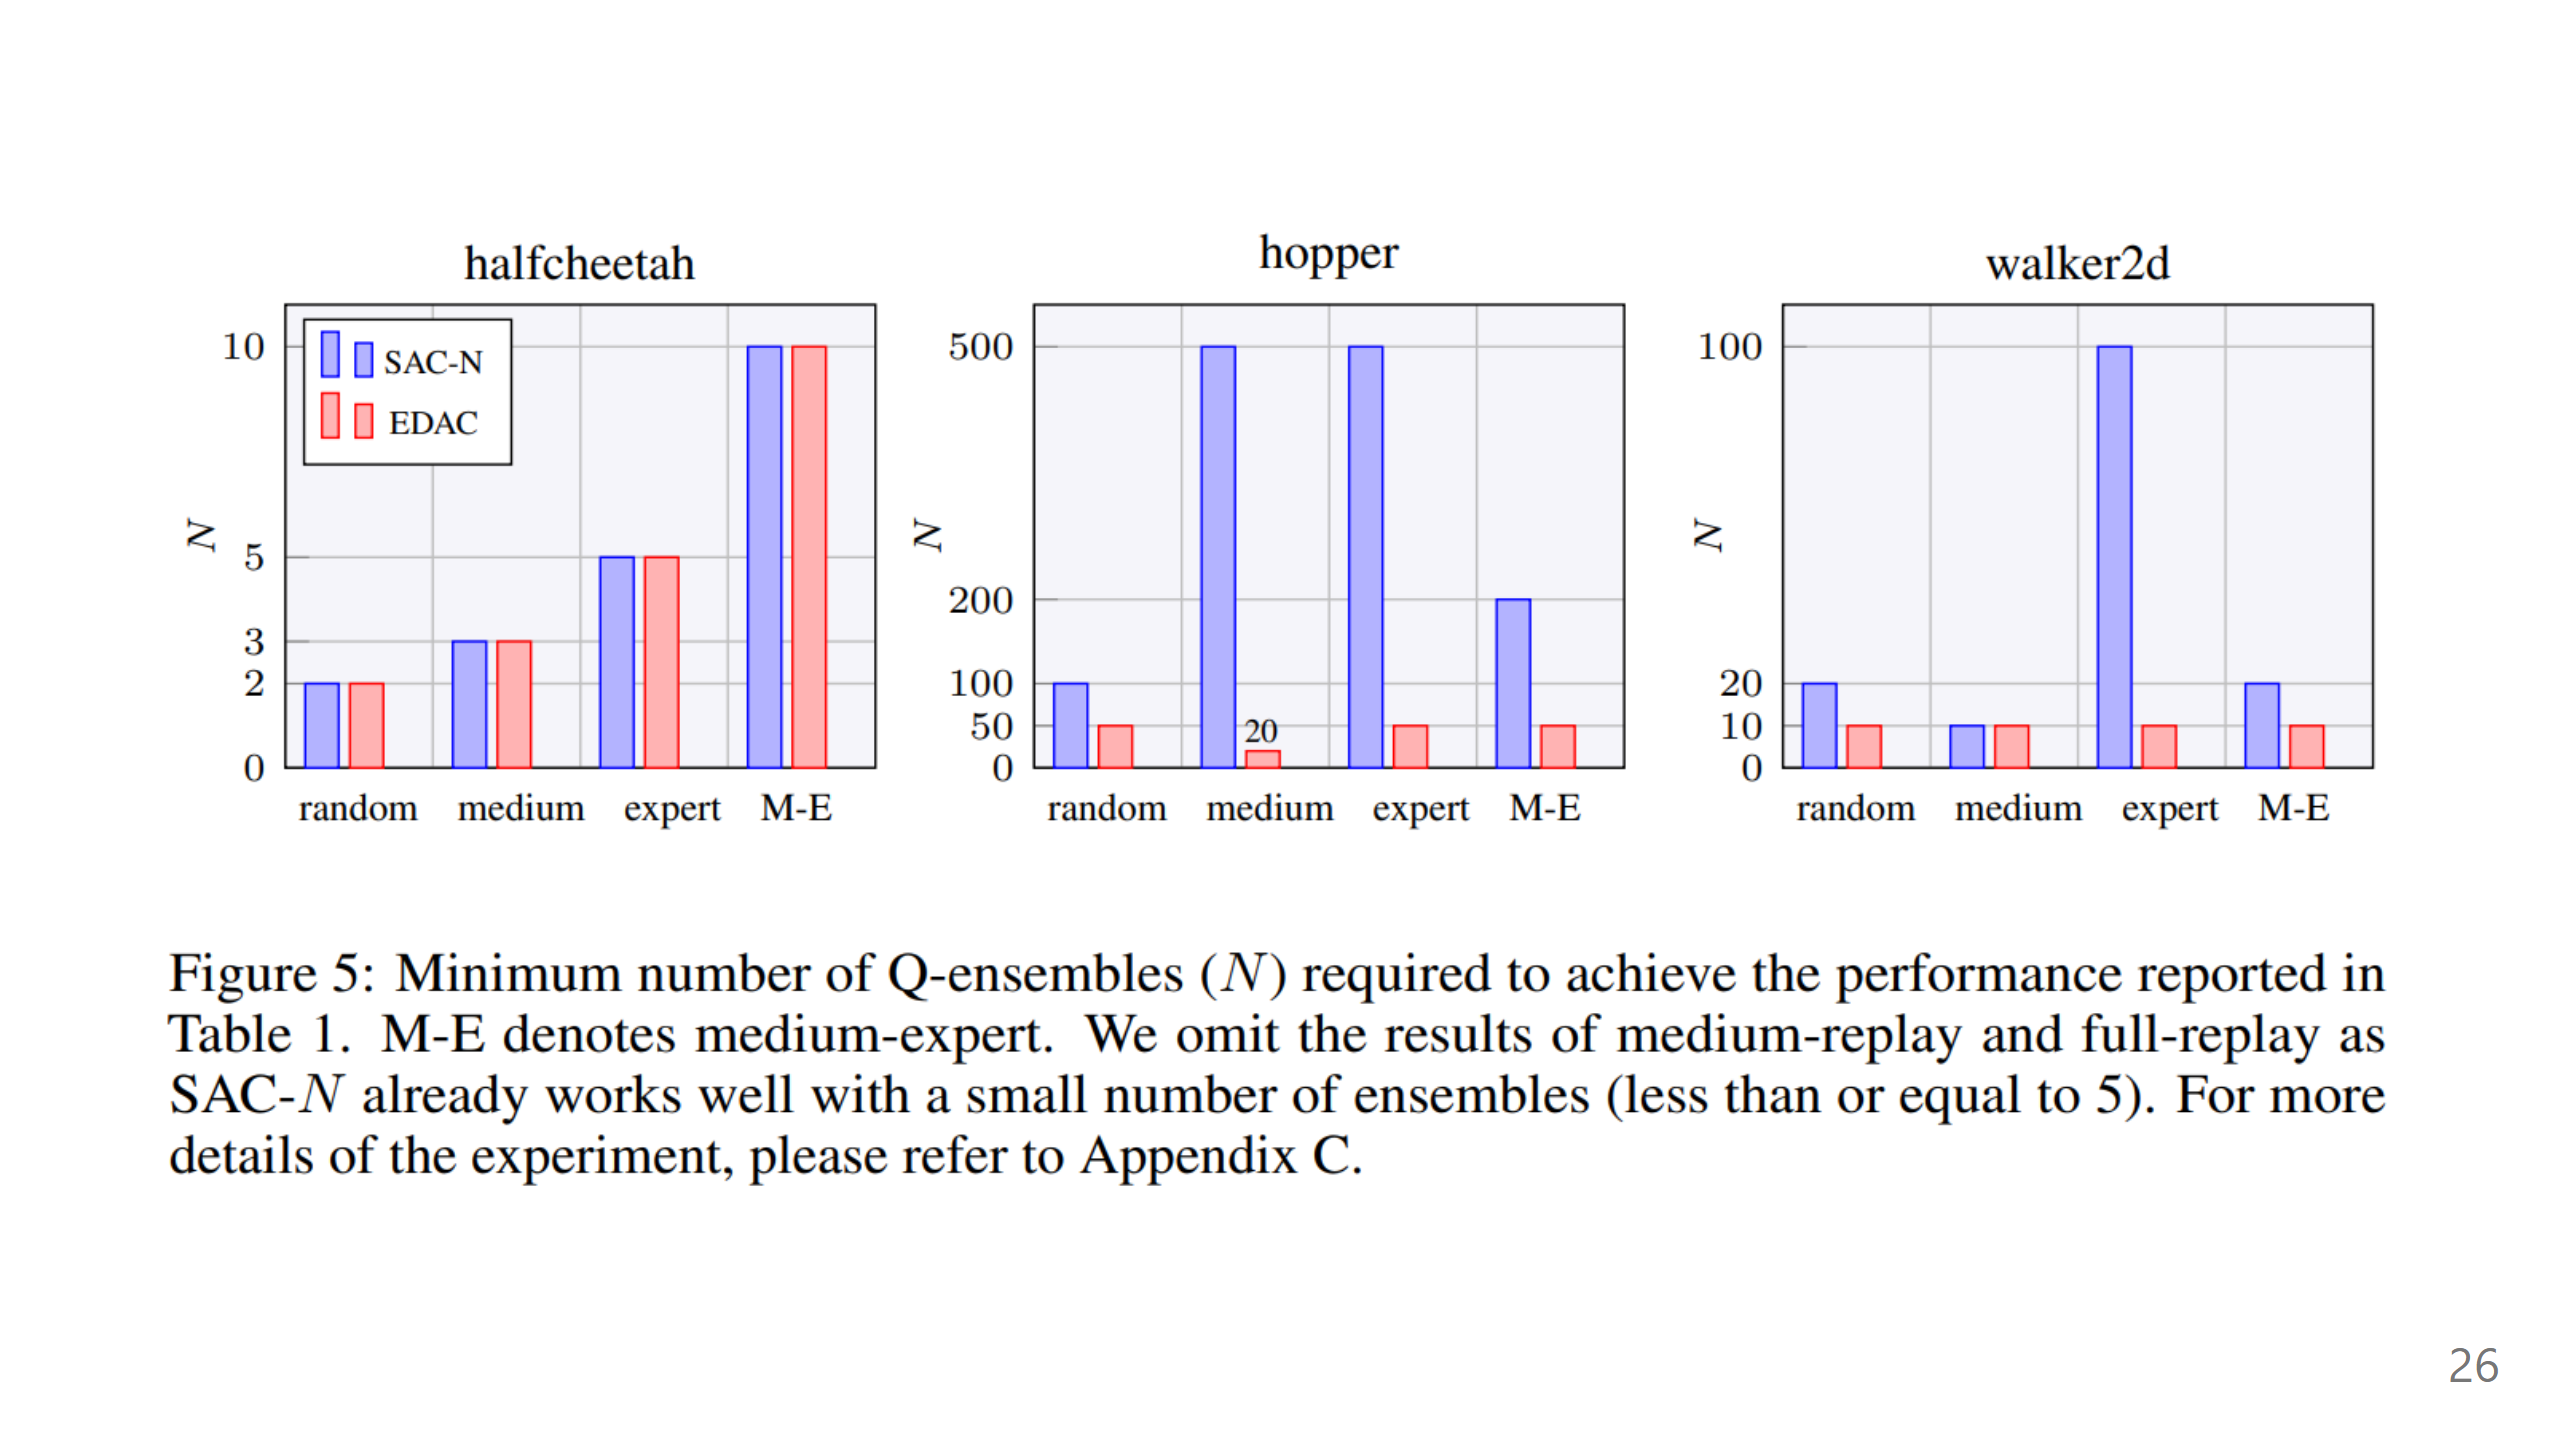 halfcheetah
10
5
3
2
0
N
SAC-N
EDAC
random medium expert M-E
hopper
500
200
100
50
0
N
20
random medium expert M-E
walker2d
100
20
10
0
N
random medium expert M-E
Figure 5: Minimum number of Q-ensembles (N) required to achieve the performance reported in
Table 1. M-E denotes medium-expert. We omit the results of medium-replay and full-replay as
SAC-N already works well with a small number of ensembles (less than or equal to 5). For more
details of the experiment, please refer to Appendix C.
26